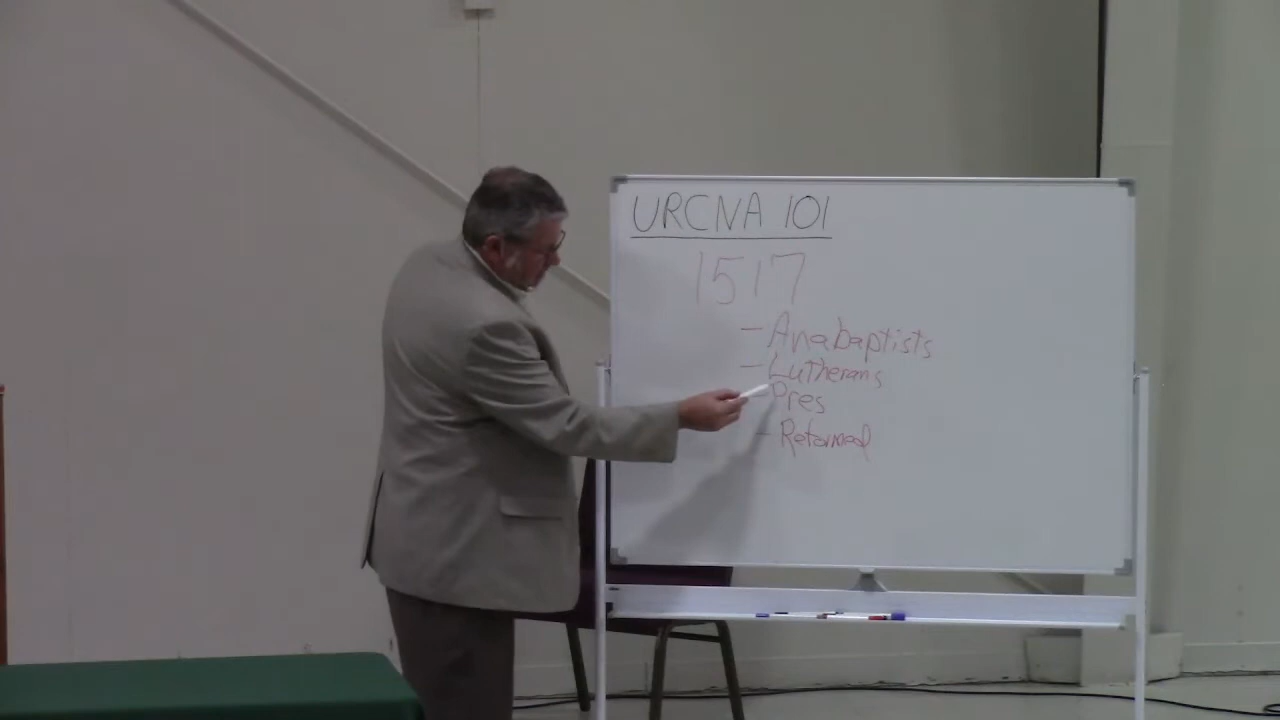 URCNA 101
1517
- Anabaptists
- Lutherans
- Pres
- Reformed